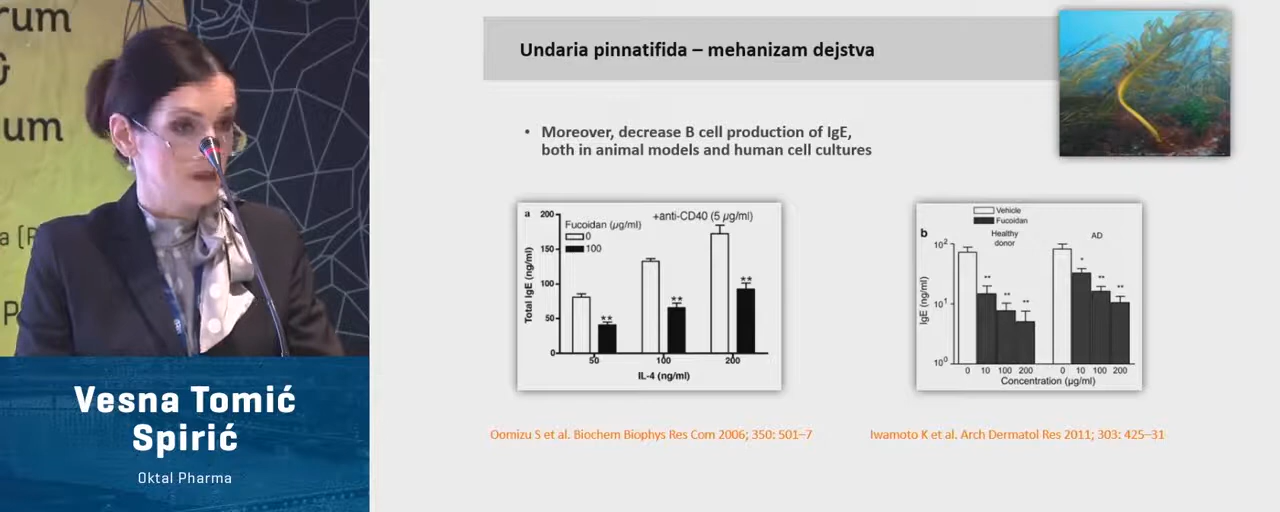 rum
&
um
Vesna Tomić
Spirić
Oktal Pharma
Undaria pinnatifida – mehanizam dejstva
• Moreover, decrease B cell production of IgE,
both in animal models and human cell cultures
a
+anti-CD40 (5 µg/ml)
Fucoidan (µg/ml)
0
100
Total IgE (ng/ml)
200
150
100
50
0
**
**
**
50 100 200
IL-4 (ng/ml)
b
Vehicle
Fucoidan
Healthy
donor
AD
IgE (ng/ml)
10²
10¹
10⁰
** ** **
* ** **
0 10 100 200 0 10 100 200
Concentration (µg/ml)
Oomizu S et al. Biochem Biophys Res Com 2006; 350: 501–7
Iwamoto K et al. Arch Dermatol Res 2011; 303: 425–31